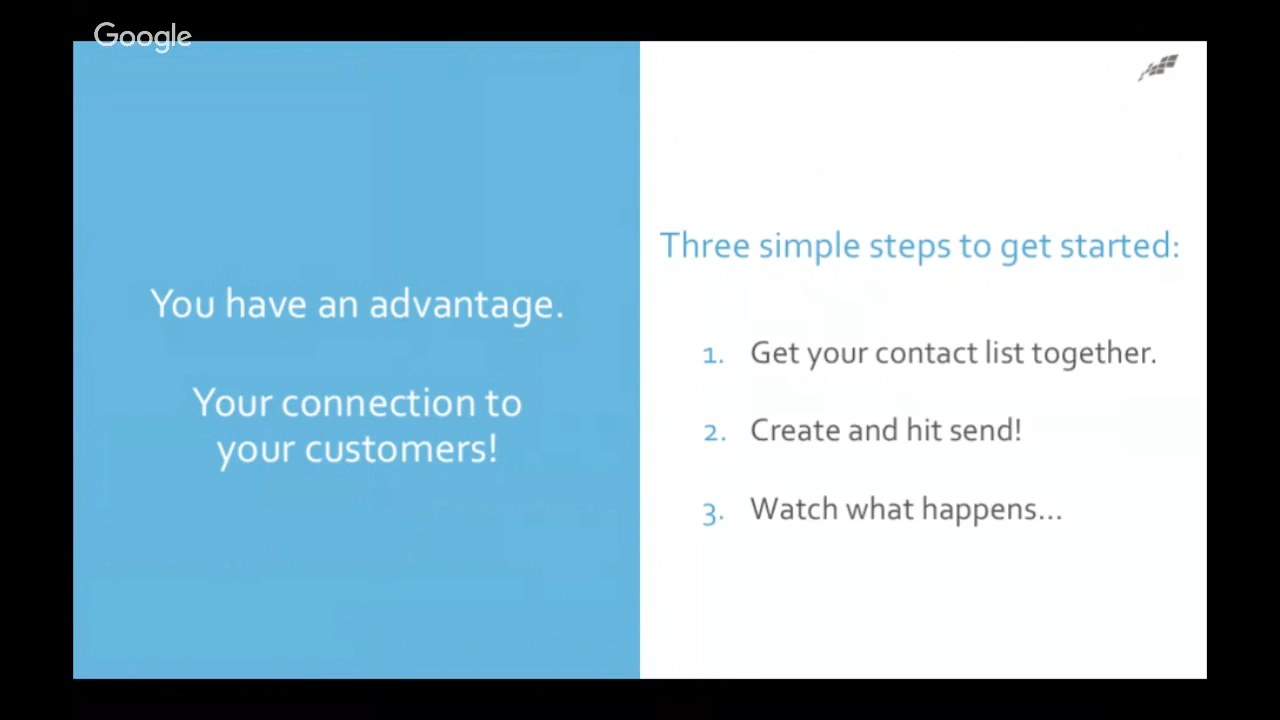 Google
You have an advantage.
Your connection to
your customers!
Three simple steps to get started:
1. Get your contact list together.
2. Create and hit send!
3. Watch what happens...